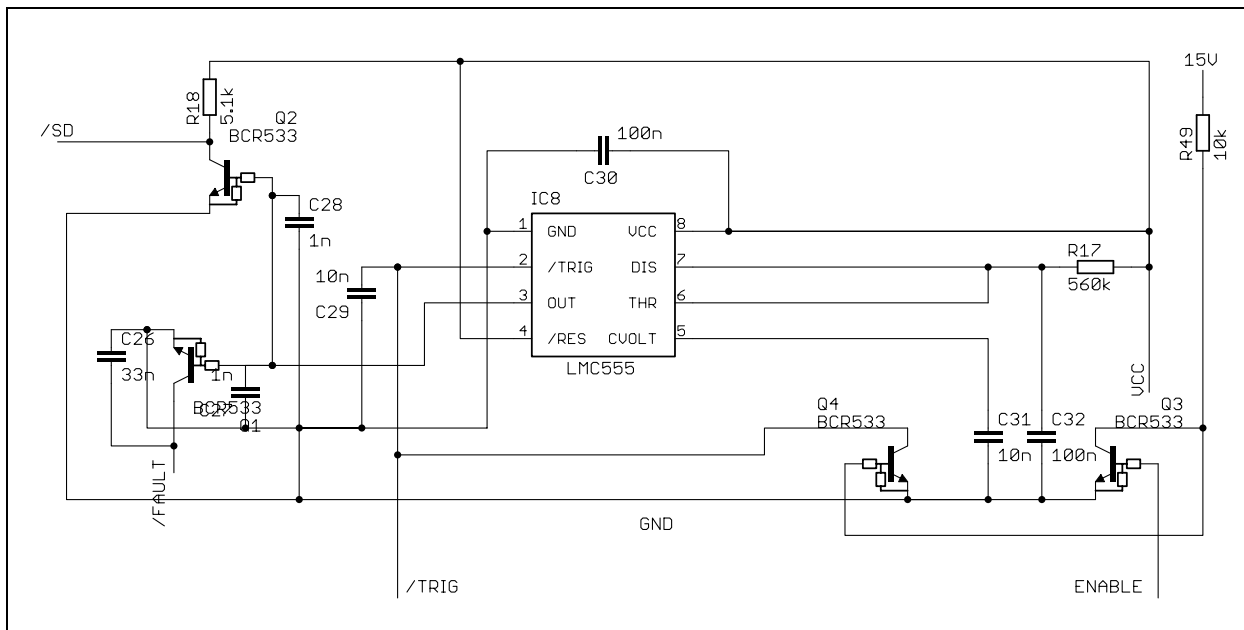 15V
R18
5.1k
Q2
BCR533
/SD
R49
10k
100n
C30
IC8
C28
1n
1 GND VCC 8
2 /TRIG DIS 7
3 OUT THR 6
4 /RES CVOLT 5
LMC555
R17
560k
10n
C29
C26
33n
1n
C27
BCR533
Q1
VCC
Q4
BCR533
Q3
BCR533
C31
10n
C32
100n
/FAULT
GND
/TRIG
ENABLE